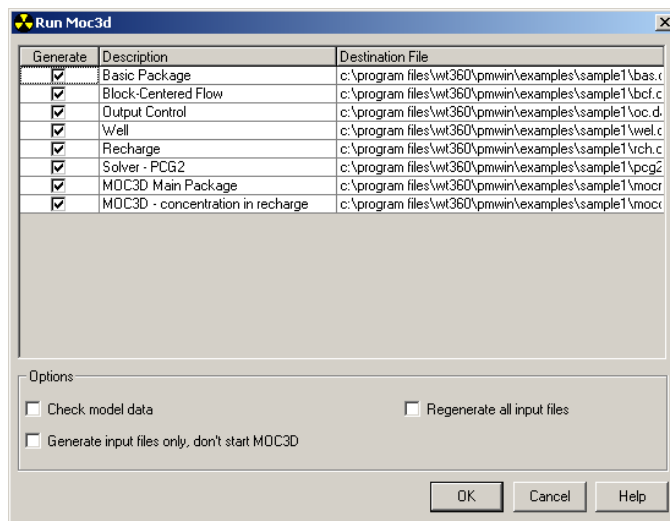 Run Moc3d
Generate Description Destination File
Basic Package c:\program files\wt360\pmwin\examples\sample1\bas.
Block-Centered Flow c:\program files\wt360\pmwin\examples\sample1\bcf.
Output Control c:\program files\wt360\pmwin\examples\sample1\oc.d
Well c:\program files\wt360\pmwin\examples\sample1\wel.
Recharge c:\program files\wt360\pmwin\examples\sample1\rch.
Solver - PCG2 c:\program files\wt360\pmwin\examples\sample1\pcg2
MOC3D Main Package c:\program files\wt360\pmwin\examples\sample1\moc
MOC3D - concentration in recharge c:\program files\wt360\pmwin\examples\sample1\moc
Options
Check model data Regenerate all input files
Generate input files only, don't start MOC3D
OK Cancel Help